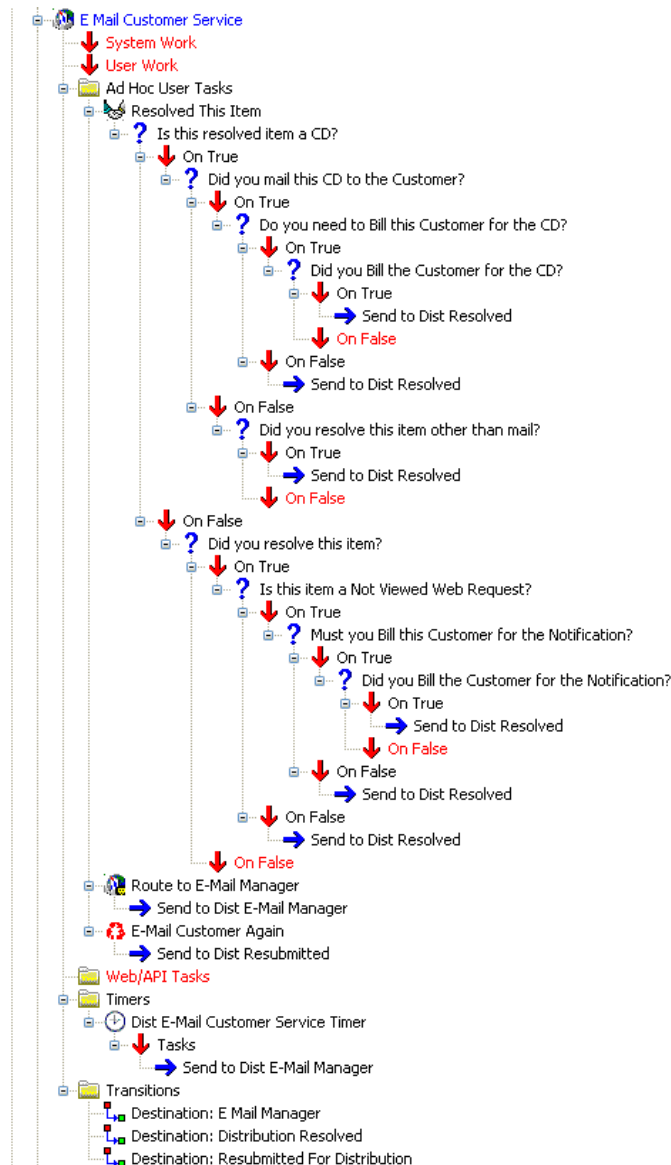 E Mail Customer Service
System Work
User Work
Ad Hoc User Tasks
Resolved This Item
Is this resolved item a CD?
On True
Did you mail this CD to the Customer?
On True
Do you need to Bill this Customer for the CD?
On True
Did you Bill the Customer for the CD?
On True
Send to Dist Resolved
On False
On False
Send to Dist Resolved
On False
Did you resolve this item other than mail?
On True
Send to Dist Resolved
On False
On False
Did you resolve this item?
On True
Is this item a Not Viewed Web Request?
On True
Must you Bill this Customer for the Notification?
On True
Did you Bill the Customer for the Notification?
On True
Send to Dist Resolved
On False
On False
Send to Dist Resolved
On False
Send to Dist Resolved
On False
Route to E-Mail Manager
Send to Dist E-Mail Manager
E-Mail Customer Again
Send to Dist Resubmitted
Web/API Tasks
Timers
Dist E-Mail Customer Service Timer
Tasks
Send to Dist E-Mail Manager
Transitions
Destination: E Mail Manager
Destination: Distribution Resolved
Destination: Resubmitted For Distribution